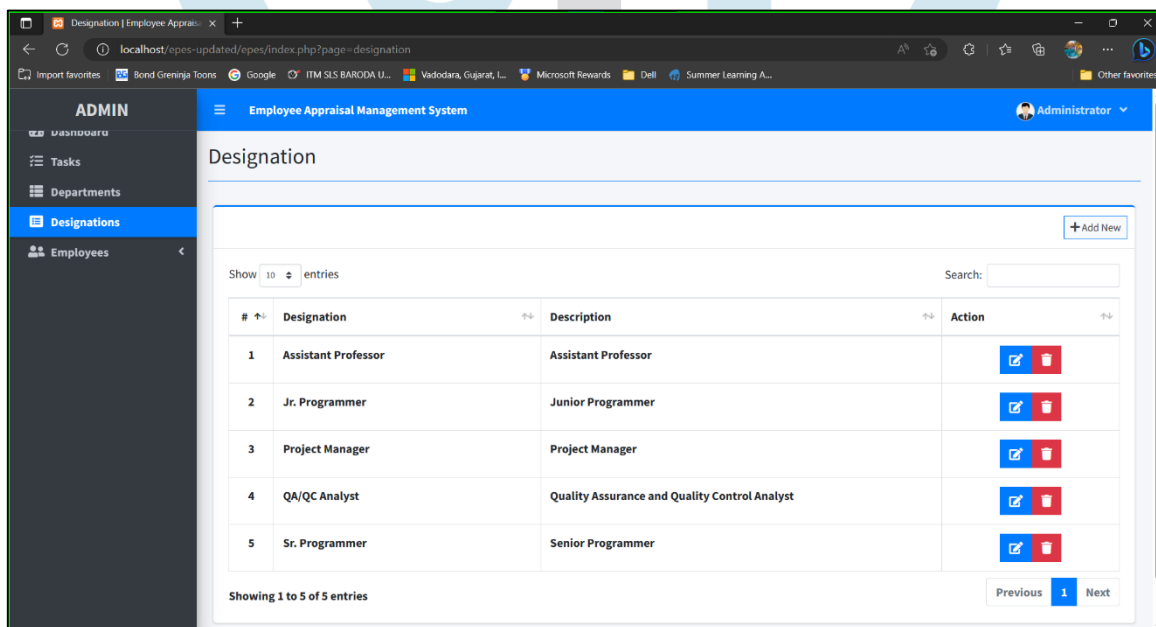 Designation | Employee Apprais
localhost/epes-updated/epes/index.php?page=designation
Import favorites Bond Greninja Toons Google ITM SLS BARODA U... Vadodara, Gujarat, I... Microsoft Rewards Dell Summer Learning A... Other favorites
ADMIN Employee Appraisal Management System Administrator
Dashboard
Designation
Tasks
Departments
Designations
Employees
Add New
Show 10 entries Search:
# Designation Description Action
1 Assistant Professor Assistant Professor
2 Jr. Programmer Junior Programmer
3 Project Manager Project Manager
4 QA/QC Analyst Quality Assurance and Quality Control Analyst
5 Sr. Programmer Senior Programmer
Showing 1 to 5 of 5 entries Previous 1 Next